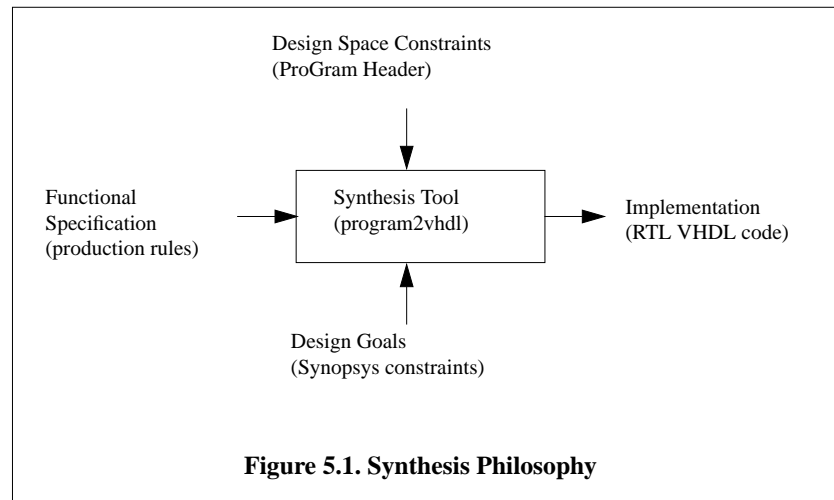 Design Space Constraints
(ProGram Header)
Functional
Specification
(production rules)
Synthesis Tool
(program2vhdl)
Implementation
(RTL VHDL code)
Design Goals
(Synopsys constraints)
Figure 5.1. Synthesis Philosophy